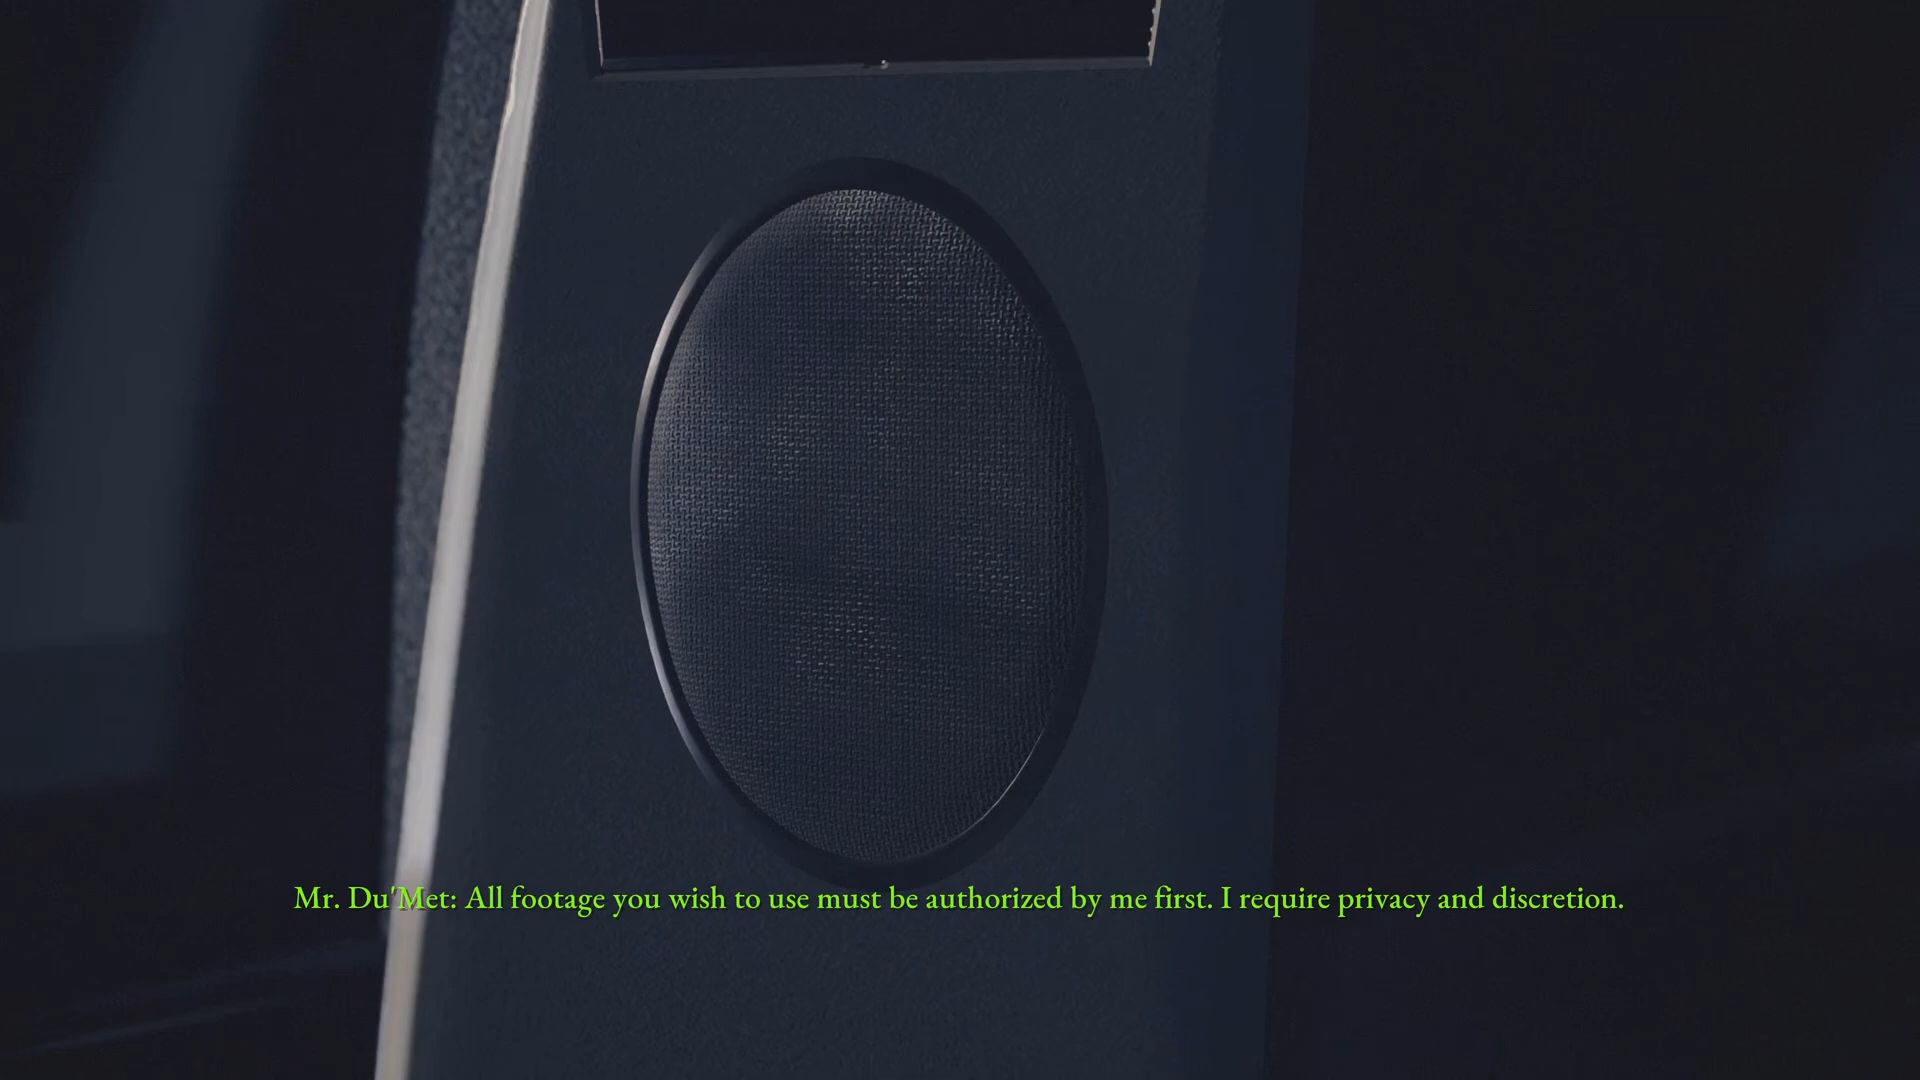 Mr. Du'Met: All footage you wish to use must be authorized by me first. I require privacy and discretion.